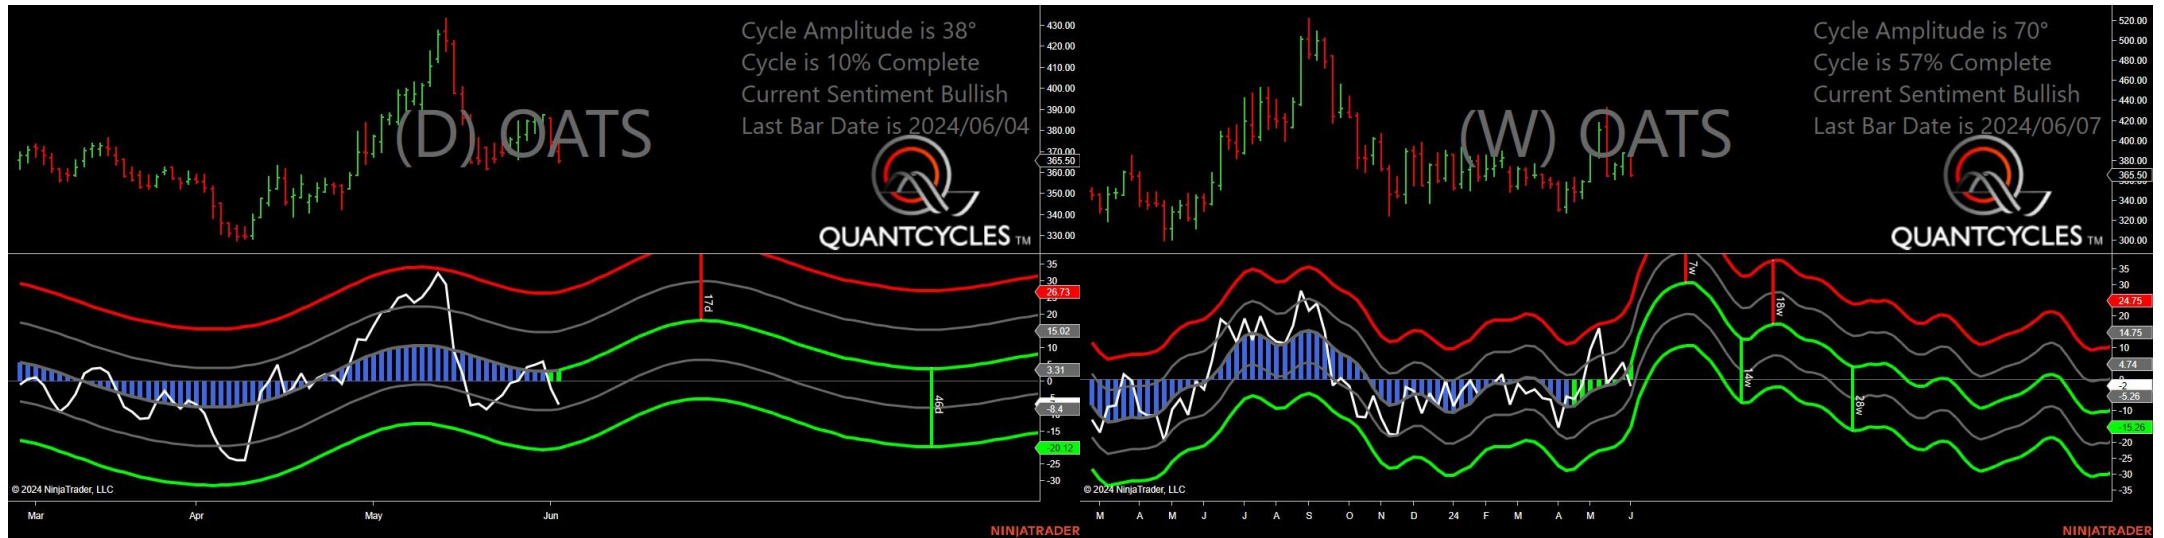 Cycle Amplitude is 38°
Cycle is 10% Complete
Current Sentiment Bullish
Last Bar Date is 2024/06/04
(D) OATS
QUANTCYCLES TM
430.00
420.00
410.00
400.00
390.00
380.00
370.00
365.50
360.00
350.00
340.00
330.00
35
30
26.73
20
15.02
5
3.31
0
-8.4
-15
-20.12
-25
-30
17d
46d
© 2024 NinjaTrader, LLC
Mar
Apr
May
Jun
NINJATRADER
Cycle Amplitude is 70°
Cycle is 57% Complete
Current Sentiment Bullish
Last Bar Date is 2024/06/07
(W) OATS
QUANTCYCLES TM
520.00
500.00
480.00
460.00
440.00
420.00
400.00
380.00
365.50
340.00
320.00
300.00
35
30
24.75
20
14.75
10
4.74
-2
-5.26
-10
-15.26
-20
-25
-30
-35
7w
18w
14w
28w
© 2024 NinjaTrader, LLC
M
A
M
J
J
A
S
O
N
D
24
F
M
A
M
J
NINJATRADER